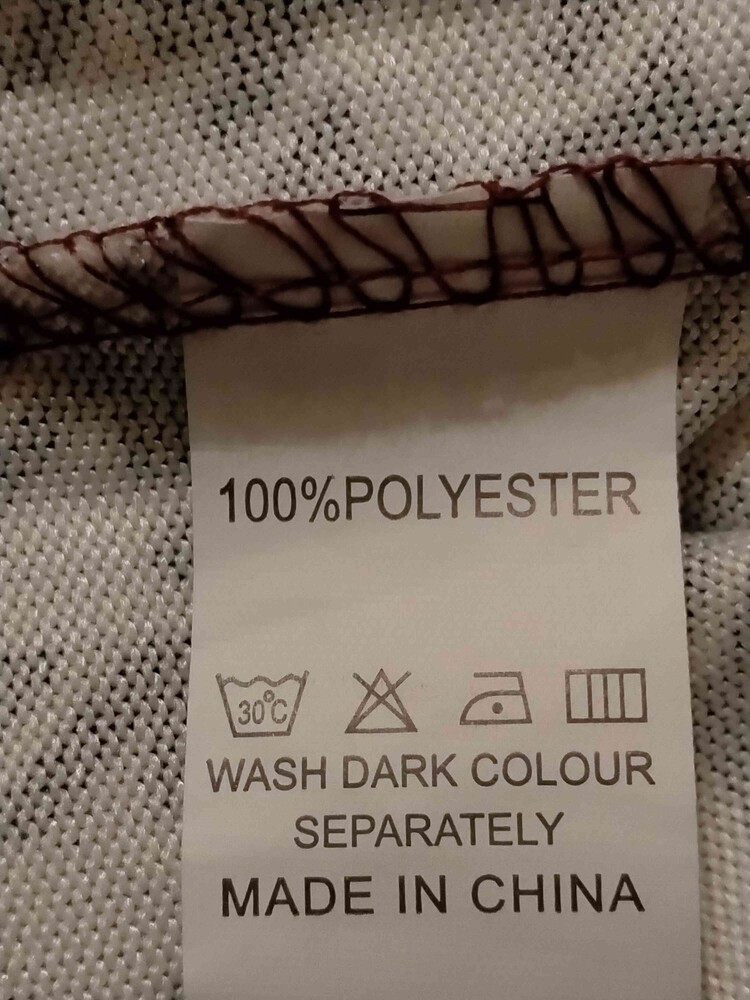 100%POLYESTER
30°C
WASH DARK COLOUR
SEPARATELY
MADE IN CHINA